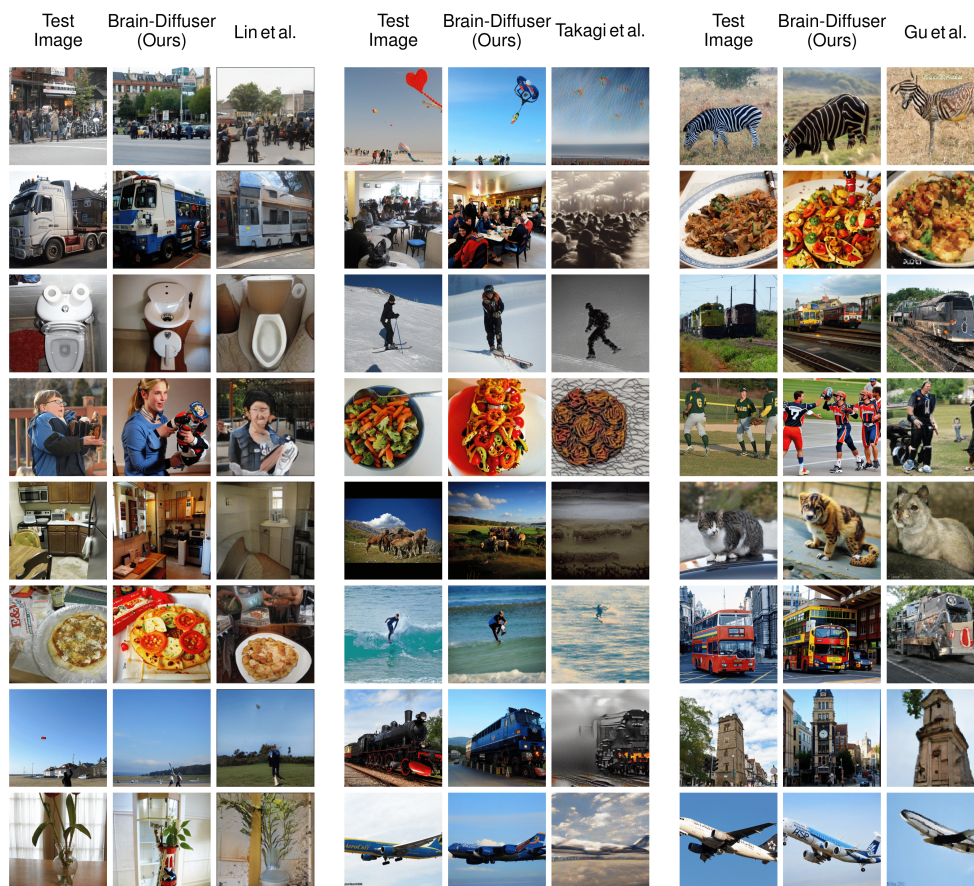 Test
Image
Brain-Diffuser
(Ours)
Lin et al.
Test
Image
Brain-Diffuser
(Ours)
Takagi et al.
Test
Image
Brain-Diffuser
(Ours)
Gu et al.